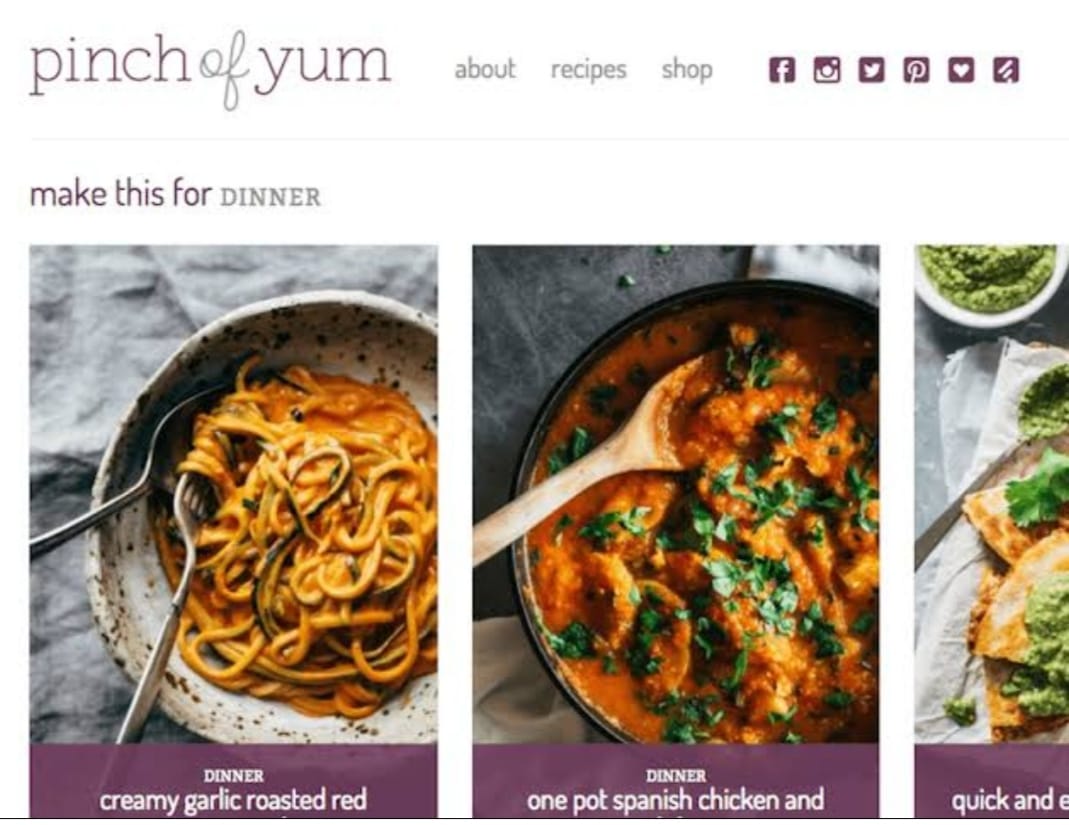 pinch of yum
about recipes shop
make this for DINNER
DINNER
creamy garlic roasted red
DINNER
one pot spanish chicken and
quick and e